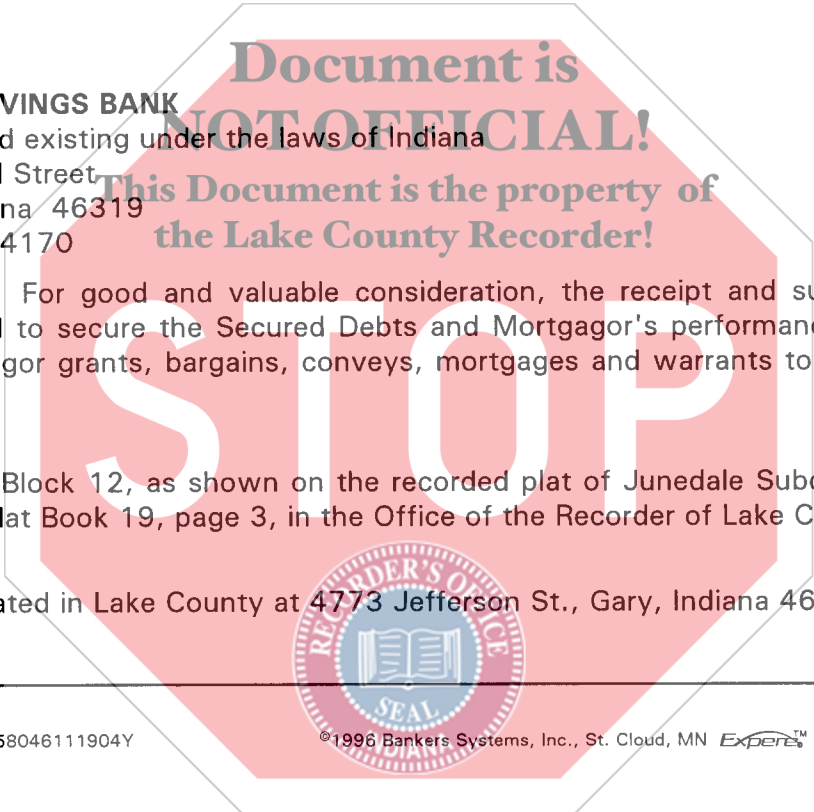 Document is
VINGS BANK
NOT OFFICIAL!
d existing under the laws of Indiana
Street
This Document is the property of
na 46319
the Lake County Recorder!
4170
For good and valuable consideration, the receipt and su
to secure the Secured Debts and Mortgagor's performanc
gor grants, bargains, conveys, mortgages and warrants to
STOP
Block 12, as shown on the recorded plat of Junedale Subd
lat Book 19, page 3, in the Office of the Recorder of Lake C
ated in Lake County at 4773 Jefferson St., Gary, Indiana 46
RECORDER'S OFFICE
SEAL
INDIANA
58046111904Y
©1996 Bankers Systems, Inc., St. Cloud, MN Expere™